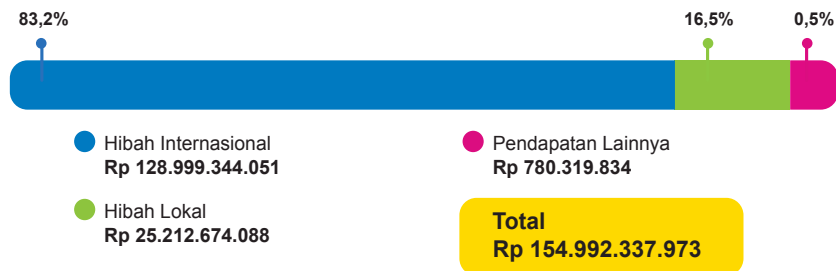 83,2%
16,5%
0,5%
Hibah Internasional
Rp 128.999.344.051
Hibah Lokal
Rp 25.212.674.088
Pendapatan Lainnya
Rp 780.319.834
Total
Rp 154.992.337.973